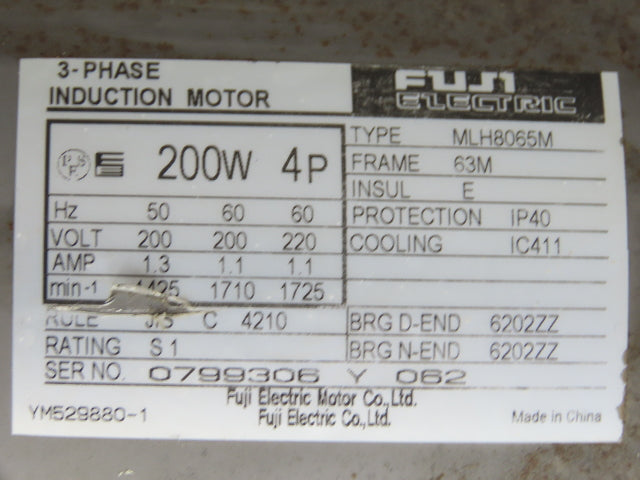 3-PHASE
INDUCTION MOTOR
FUJI
ELECTRIC
200W 4P
Hz 50 60 60
VOLT 200 200 220
AMP 1.3 1.1 1.1
min-1 1425 1710 1725
TYPE MLH8065M
FRAME 63M
INSUL E
PROTECTION IP40
COOLING IC411
RULE JIS C 4210
RATING S1
BRG D-END 6202ZZ
BRG N-END 6202ZZ
SER NO. 0799306 Y 062
Fuji Electric Motor Co.,Ltd.
Fuji Electric Co.,Ltd.
YM529880-1
Made in China